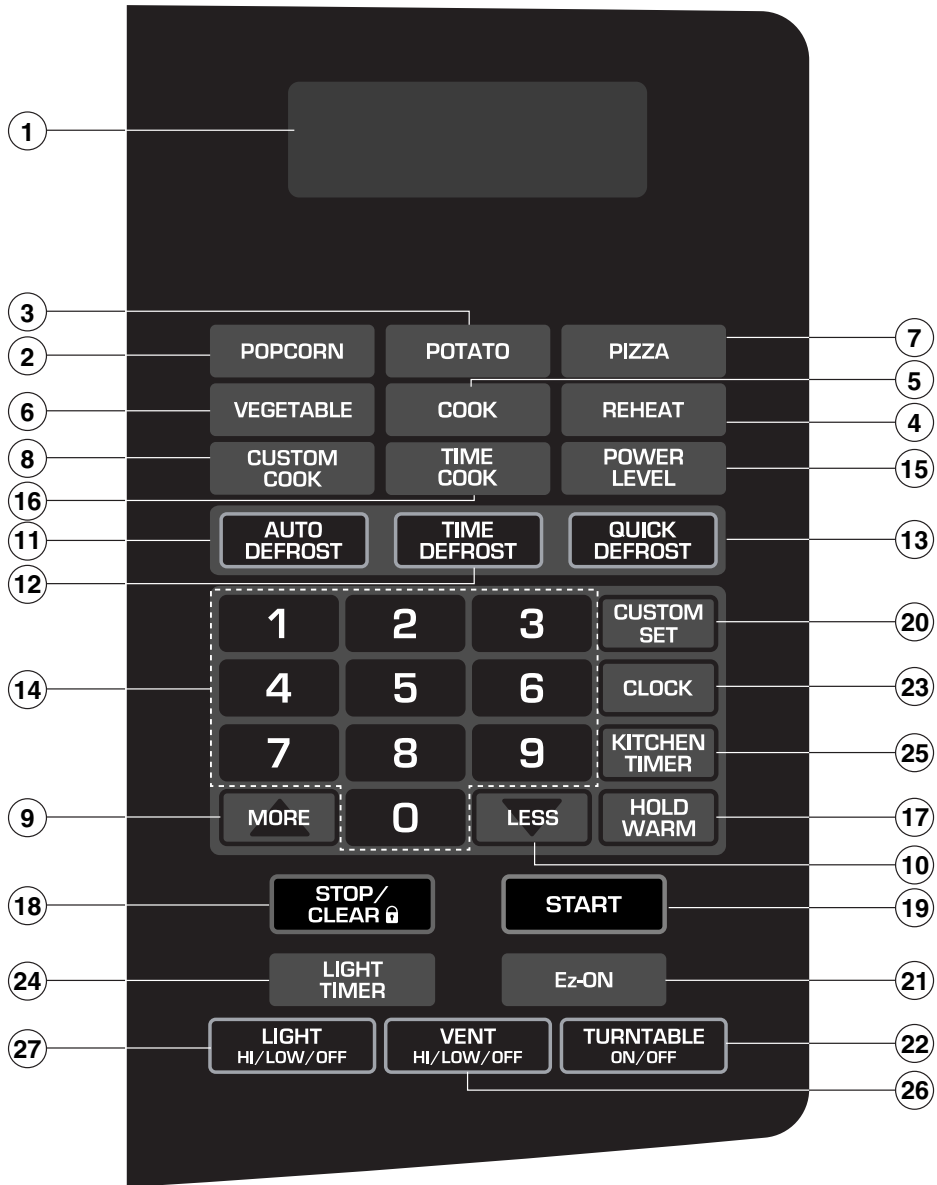 1
3
2
POPCORN
POTATO
PIZZA
7
5
6
VEGETABLE
COOK
REHEAT
4
8
CUSTOM
COOK
TIME
COOK
POWER
LEVEL
15
16
11
AUTO
DEFROST
TIME
DEFROST
QUICK
DEFROST
13
12
1
2
3
CUSTOM
SET
20
14
4
5
6
CLOCK
23
7
8
9
KITCHEN
TIMER
25
9
MORE
0
LESS
HOLD
WARM
17
10
18
STOP/
CLEAR
START
19
24
LIGHT
TIMER
Ez-ON
21
27
LIGHT
HI/LOW/OFF
VENT
HI/LOW/OFF
TURNTABLE
ON/OFF
22
26